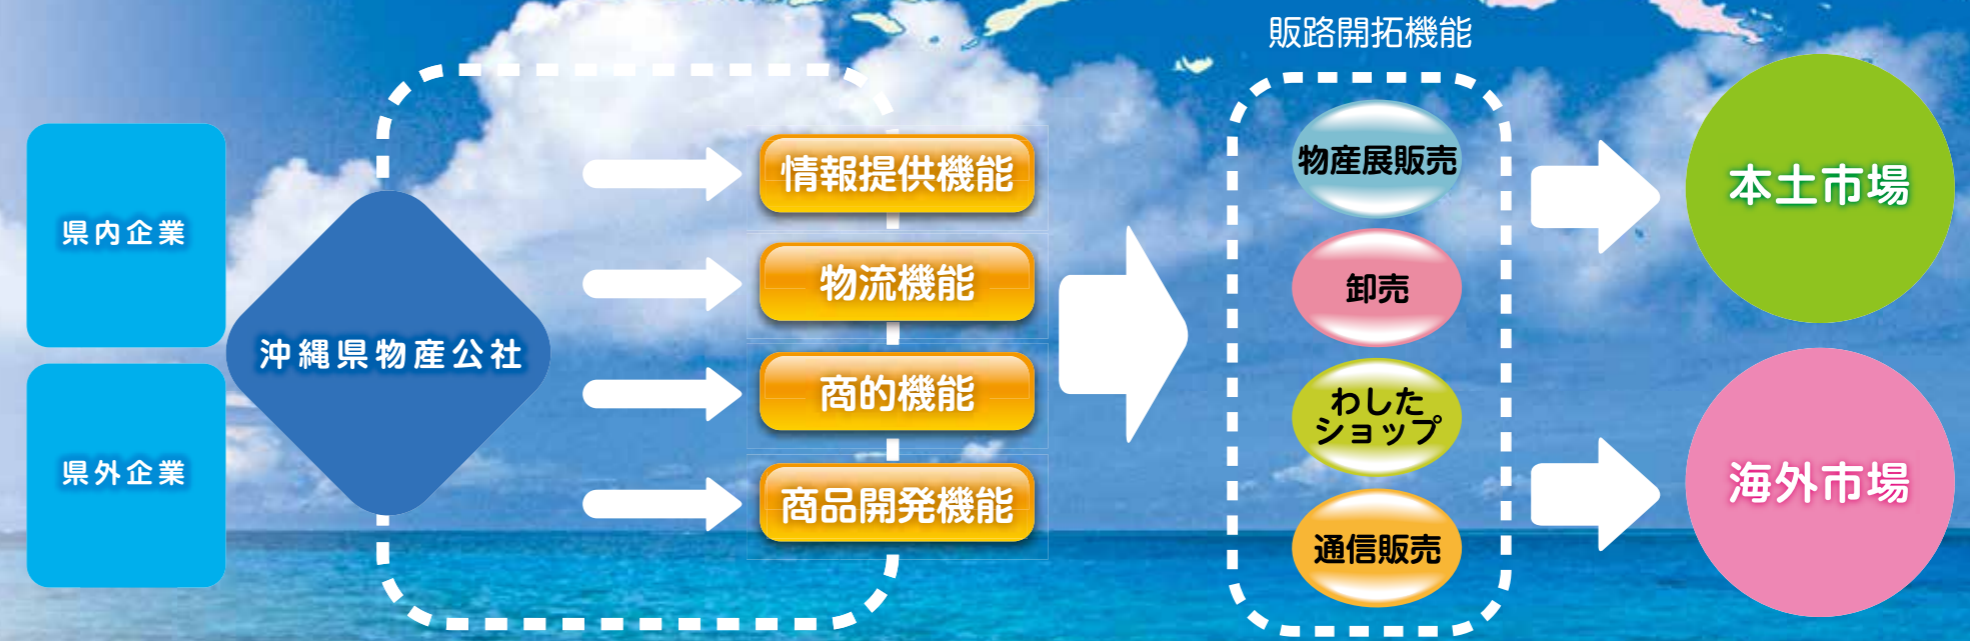 県内企業
県外企業
沖縄県物産公社
情報提供機能
物流機能
商的機能
商品開発機能
販路開拓機能
物産展販売
卸売
わした
ショップ
通信販売
本土市場
海外市場